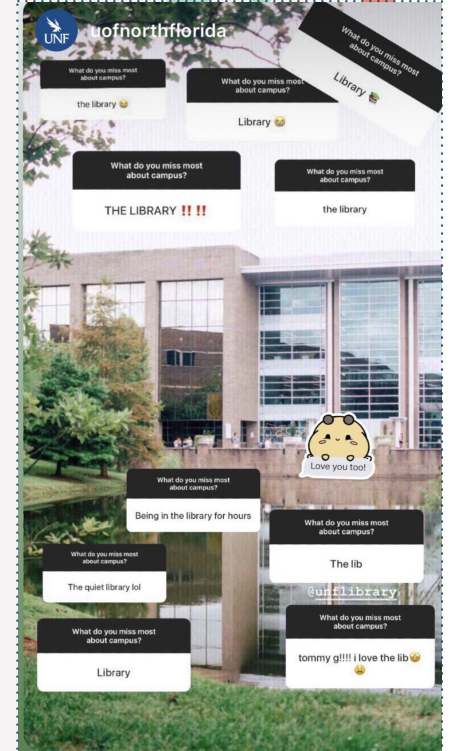 UNF
uofnorthfforida
What do you miss most
about campus?
Library 📚
What do you miss most
about campus?
the library 😭
What do you miss most
about campus?
Library 😭
What do you miss most
about campus?
THE LIBRARY ‼️ ‼️
What do you miss most
about campus?
the library
Love you too!
What do you miss most
about campus?
Being in the library for hours
What do you miss most
about campus?
The lib
What do you miss most
about campus?
The quiet library lol
@unflibrary
What do you miss most
about campus?
tommy g!!!! i love the lib🤩
😩
What do you miss most
about campus?
Library